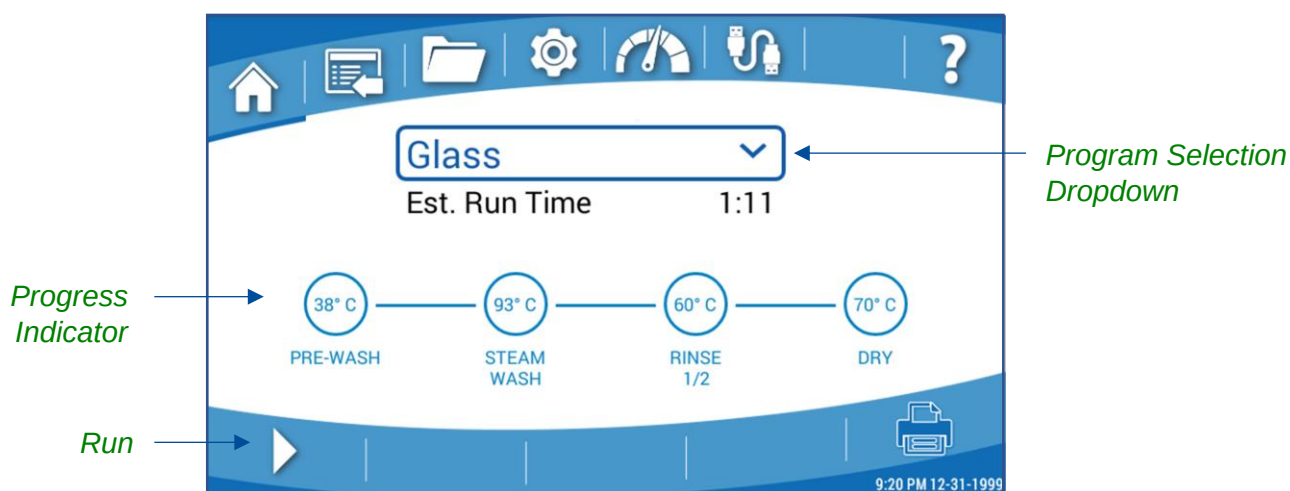 ?
Glass
Est. Run Time 1:11
Program Selection
Dropdown
Progress
Indicator
38° C
93° C
60° C
70° C
PRE-WASH
STEAM
WASH
RINSE
1/2
DRY
Run
9:20 PM 12-31-1999